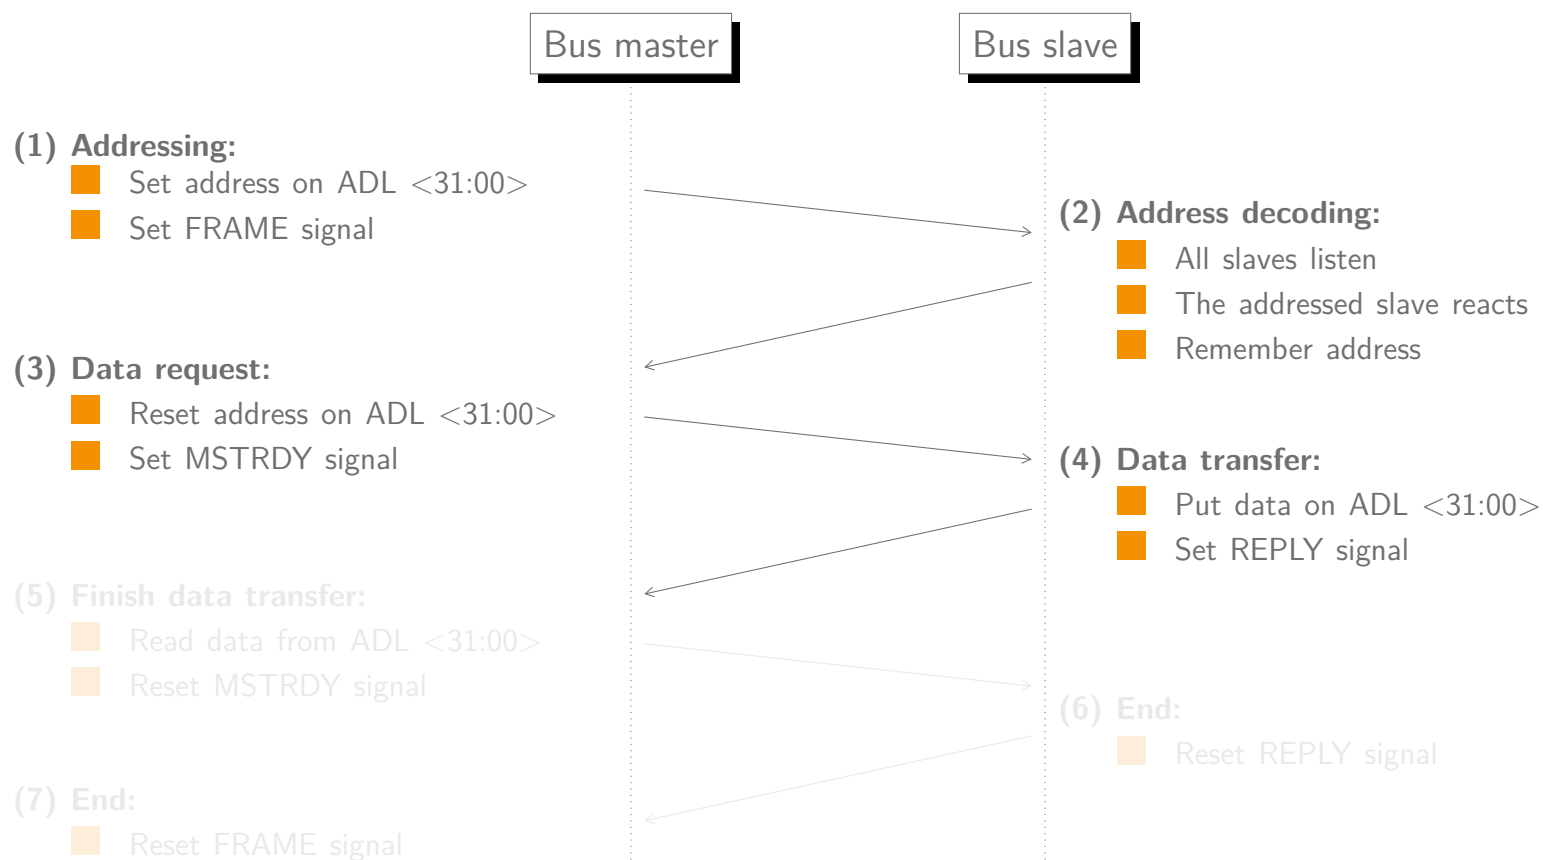 Bus master
Bus slave
(1) Addressing:
Set address on ADL <31:00>
Set FRAME signal
(2) Address decoding:
All slaves listen
The addressed slave reacts
Remember address
(3) Data request:
Reset address on ADL <31:00>
Set MSTRDY signal
(4) Data transfer:
Put data on ADL <31:00>
Set REPLY signal
(5) Finish data transfer:
Read data from ADL <31:00>
Reset MSTRDY signal
(6) End:
Reset REPLY signal
(7) End:
Reset FRAME signal